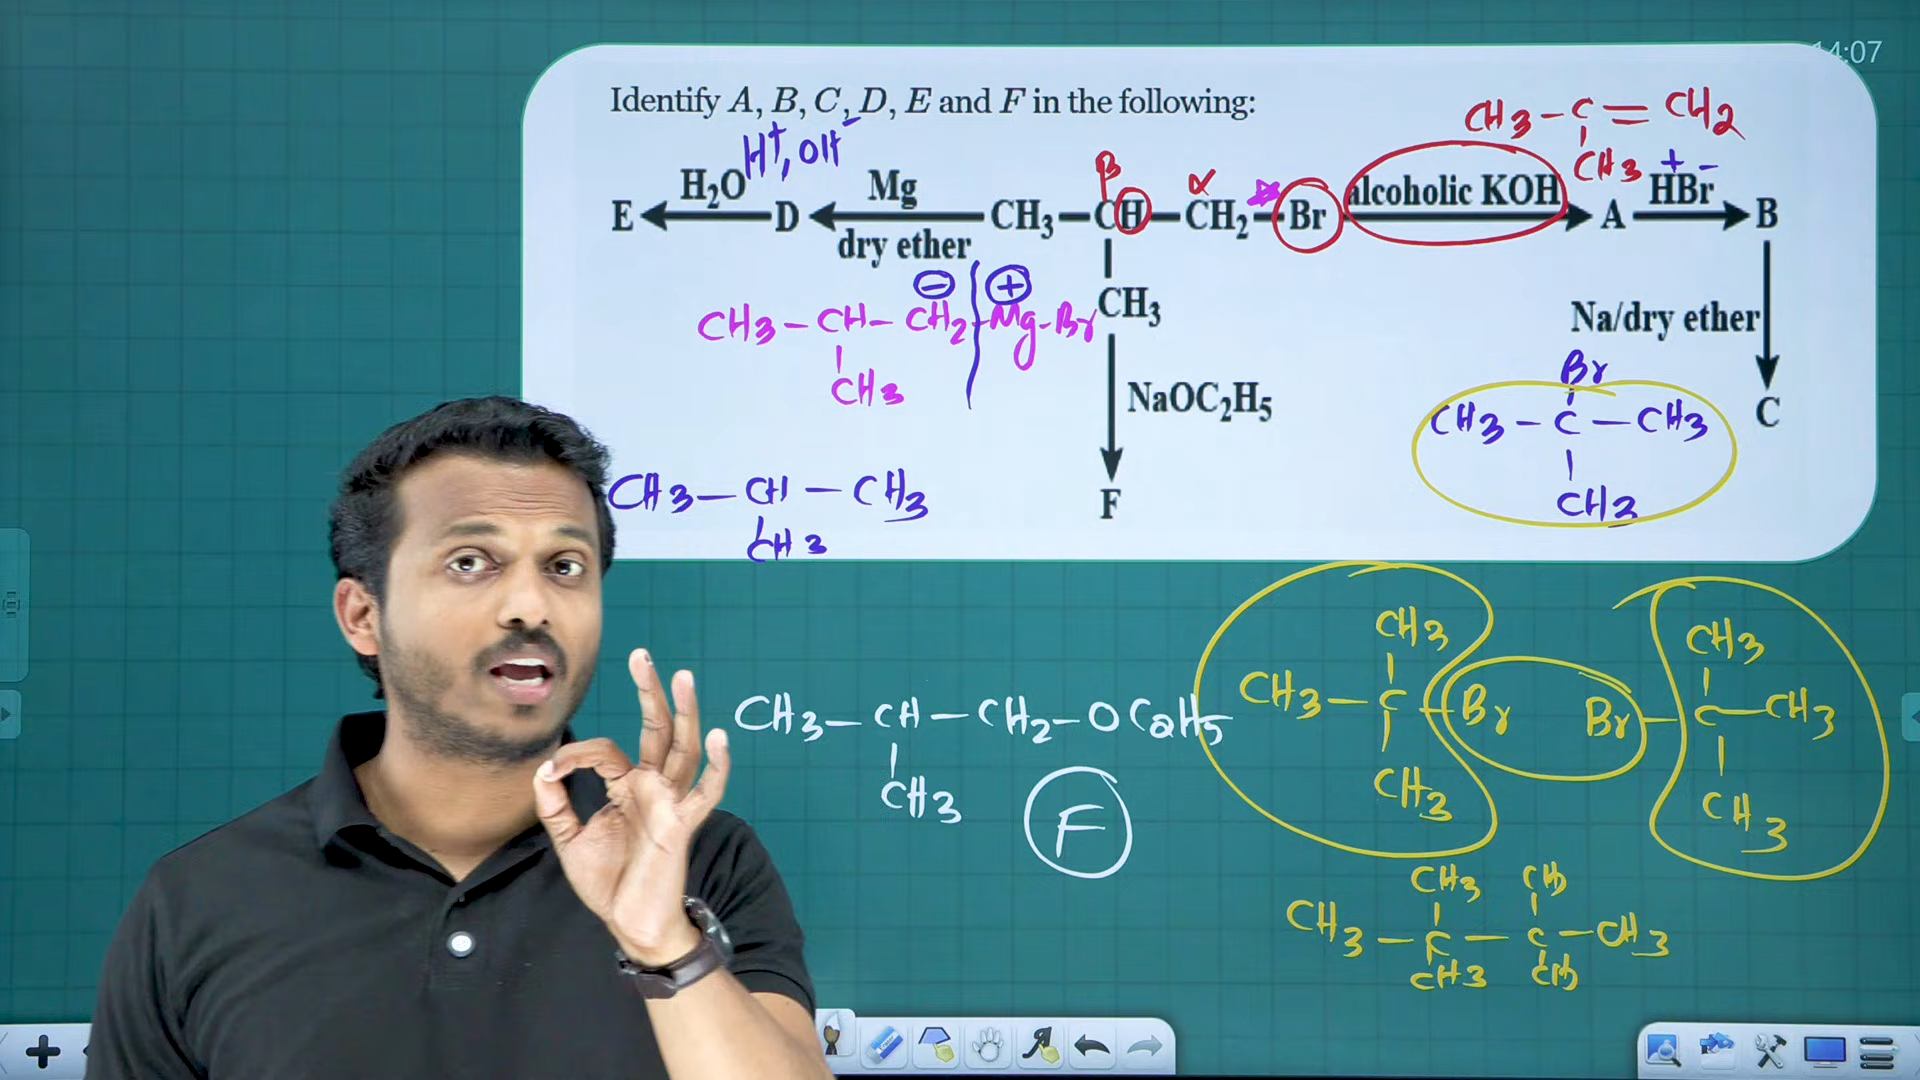 14:07
Identify A, B, C, D, E and F in the following:
CH3 - C = CH2
CH3
H+, OH-
β
α
+ -
E H2O D Mg CH3 - CH - CH2 - Br alcoholic KOH A HBr B
dry ether
- +
CH3 - CH - CH2 - Mg - Br
CH3
CH3
Na/dry ether
Br
NaOC2H5
CH3 - C - CH3
C
CH3
CH3 - CH - CH3
F
CH3
CH3
CH3 CH3
CH3 - CH - CH2 - OC2H5
CH3 - C - Br Br - C - CH3
CH3
CH3 CH3
F
CH3 CH3
CH3 - C - C - CH3
CH3 CH3